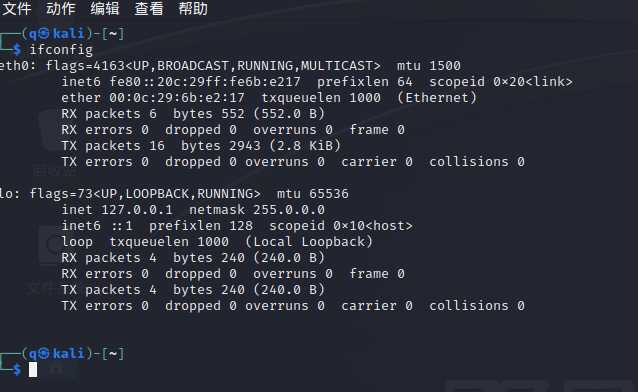 文件 动作 编辑 查看 帮助
┌──(q㉿kali)-[~]
└─$ ifconfig
eth0: flags=4163<UP,BROADCAST,RUNNING,MULTICAST>  mtu 1500
        inet6 fe80::20c:29ff:fe6b:e217  prefixlen 64  scopeid 0×20<link>
        ether 00:0c:29:6b:e2:17  txqueuelen 1000  (Ethernet)
        RX packets 6  bytes 552 (552.0 B)
        RX errors 0  dropped 0  overruns 0  frame 0
        TX packets 16  bytes 2943 (2.8 KiB)
        TX errors 0  dropped 0 overruns 0  carrier 0  collisions 0
lo: flags=73<UP,LOOPBACK,RUNNING>  mtu 65536
        inet 127.0.0.1  netmask 255.0.0.0
        inet6 ::1  prefixlen 128  scopeid 0×10<host>
        loop  txqueuelen 1000  (Local Loopback)
        RX packets 4  bytes 240 (240.0 B)
        RX errors 0  dropped 0  overruns 0  frame 0
        TX packets 4  bytes 240 (240.0 B)
        TX errors 0  dropped 0 overruns 0  carrier 0  collisions 0
┌──(q㉿kali)-[~]
└─$
回收站